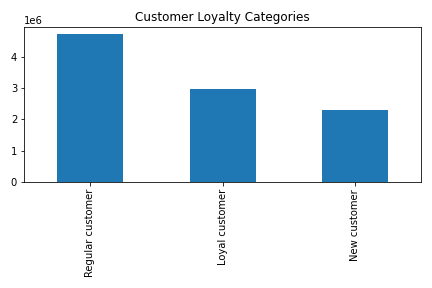 Customer Loyalty Categories
1e6
4
3
2
1
0
Regular customer
Loyal customer
New customer